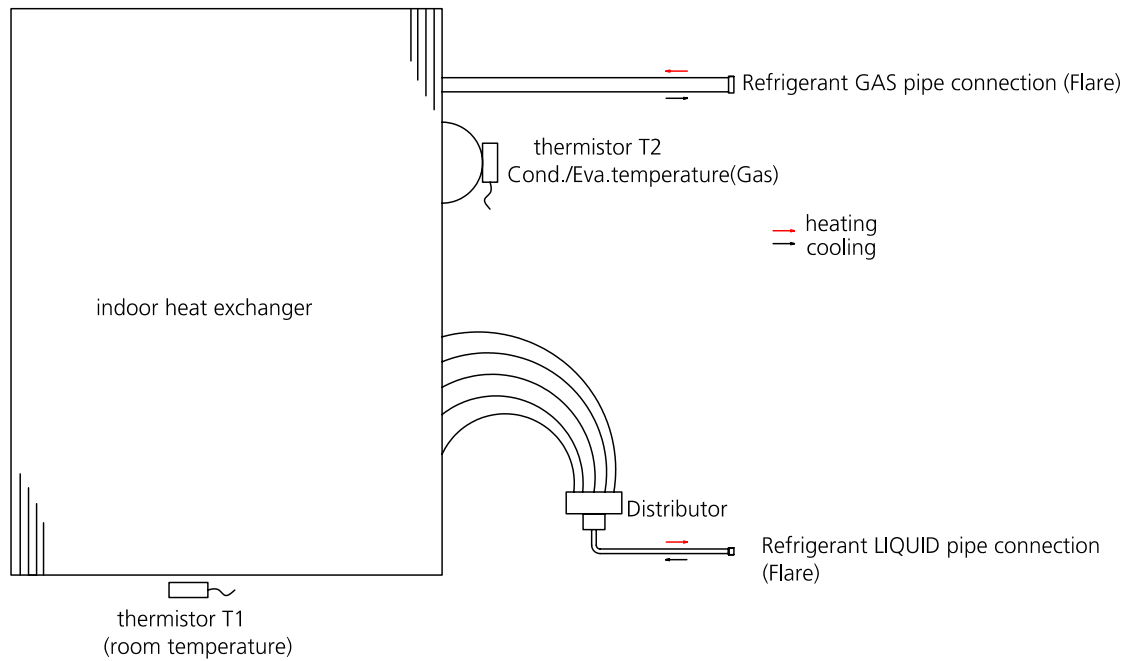 Refrigerant GAS pipe connection (Flare)
thermistor T2
Cond./Eva.temperature(Gas)
heating
cooling
indoor heat exchanger
Distributor
Refrigerant LIQUID pipe connection
(Flare)
thermistor T1
(room temperature)